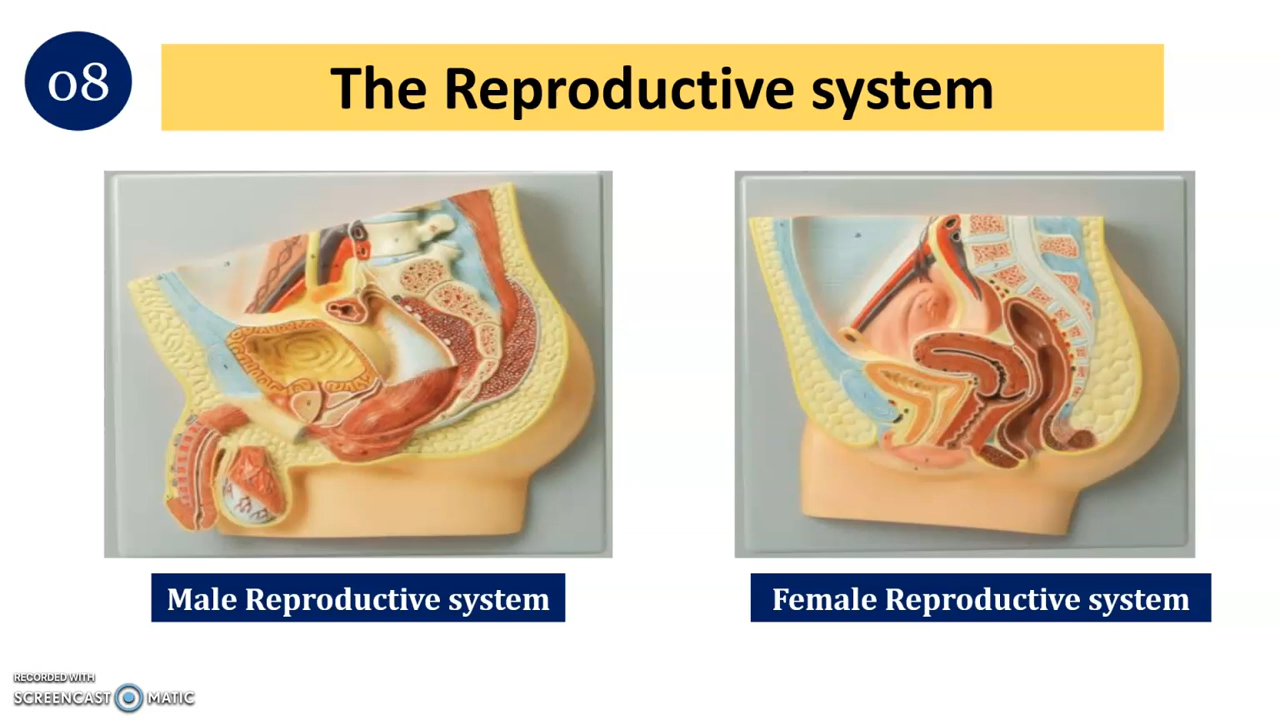 08
The Reproductive system
Male Reproductive system
Female Reproductive system
RECORDED WITH
SCREENCAST MATIC